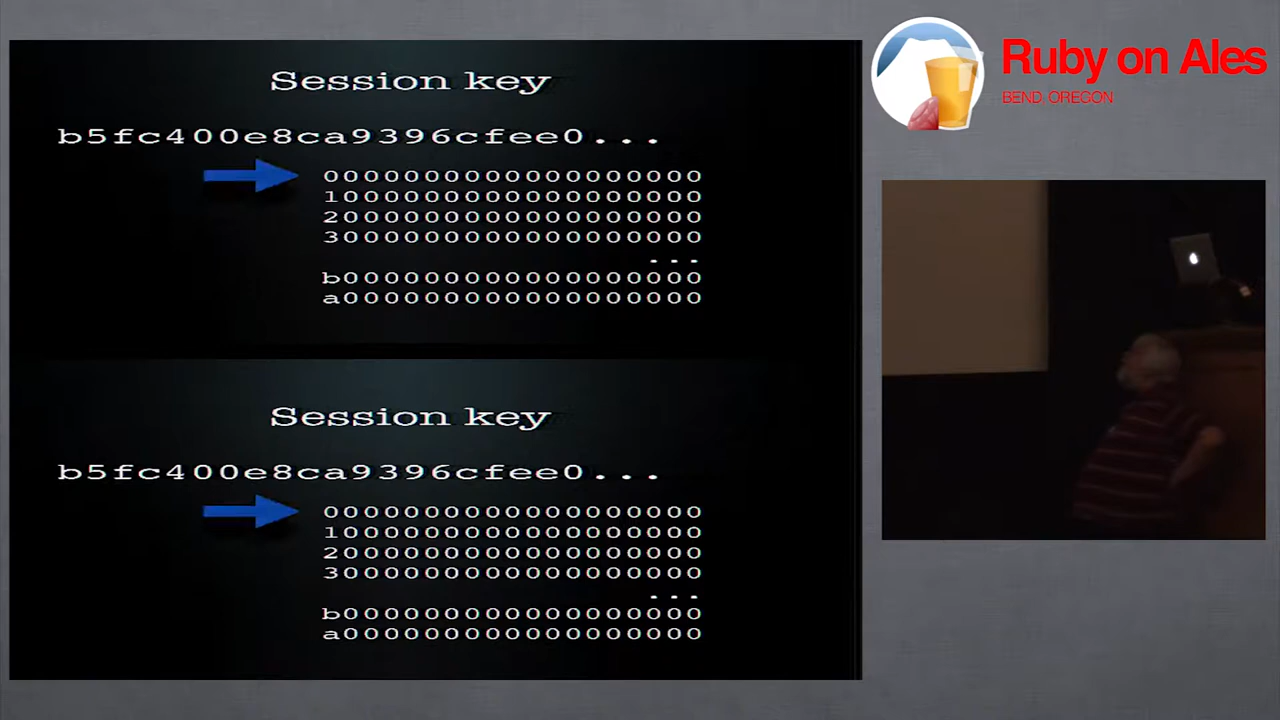 Session key
b5fc400e8ca9396cfee0...
0000000000000000000
1000000000000000000
2000000000000000000
3000000000000000000
...
b000000000000000000
a000000000000000000
Session key
b5fc400e8ca9396cfee0...
0000000000000000000
1000000000000000000
2000000000000000000
3000000000000000000
...
b000000000000000000
a000000000000000000
Ruby on Ales
BEND, OREGON